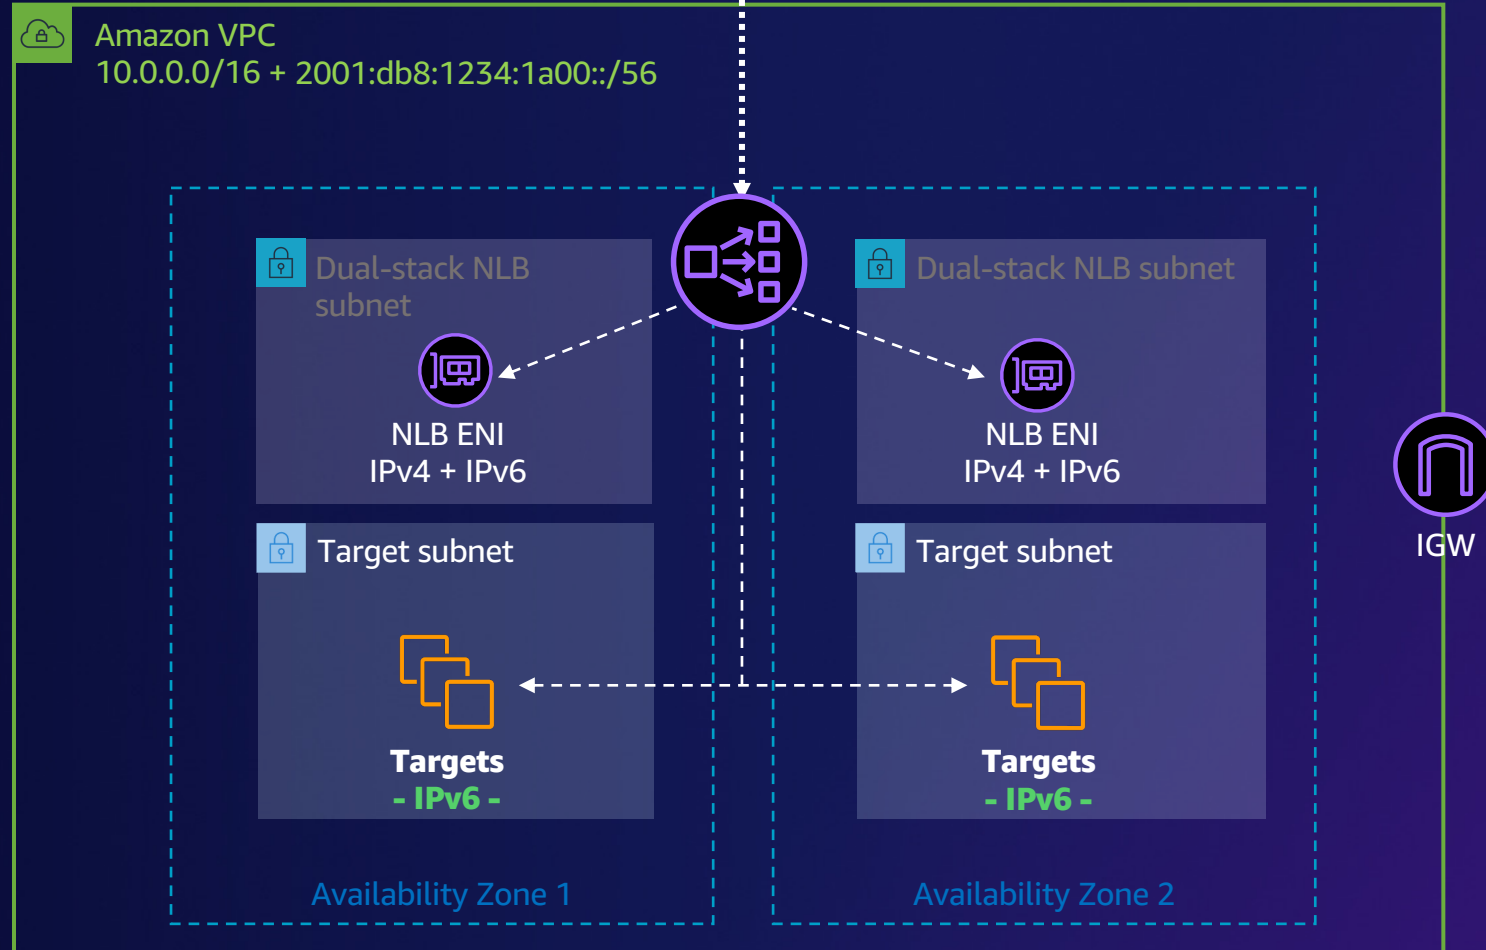 Amazon VPC
10.0.0.0/16 + 2001:db8:1234:1a00::/56
Dual-stack NLB
subnet
NLB ENI
IPv4 + IPv6
Target subnet
Targets
- IPv6 -
Availability Zone 1
Dual-stack NLB subnet
NLB ENI
IPv4 + IPv6
Target subnet
Targets
- IPv6 -
Availability Zone 2
IGW